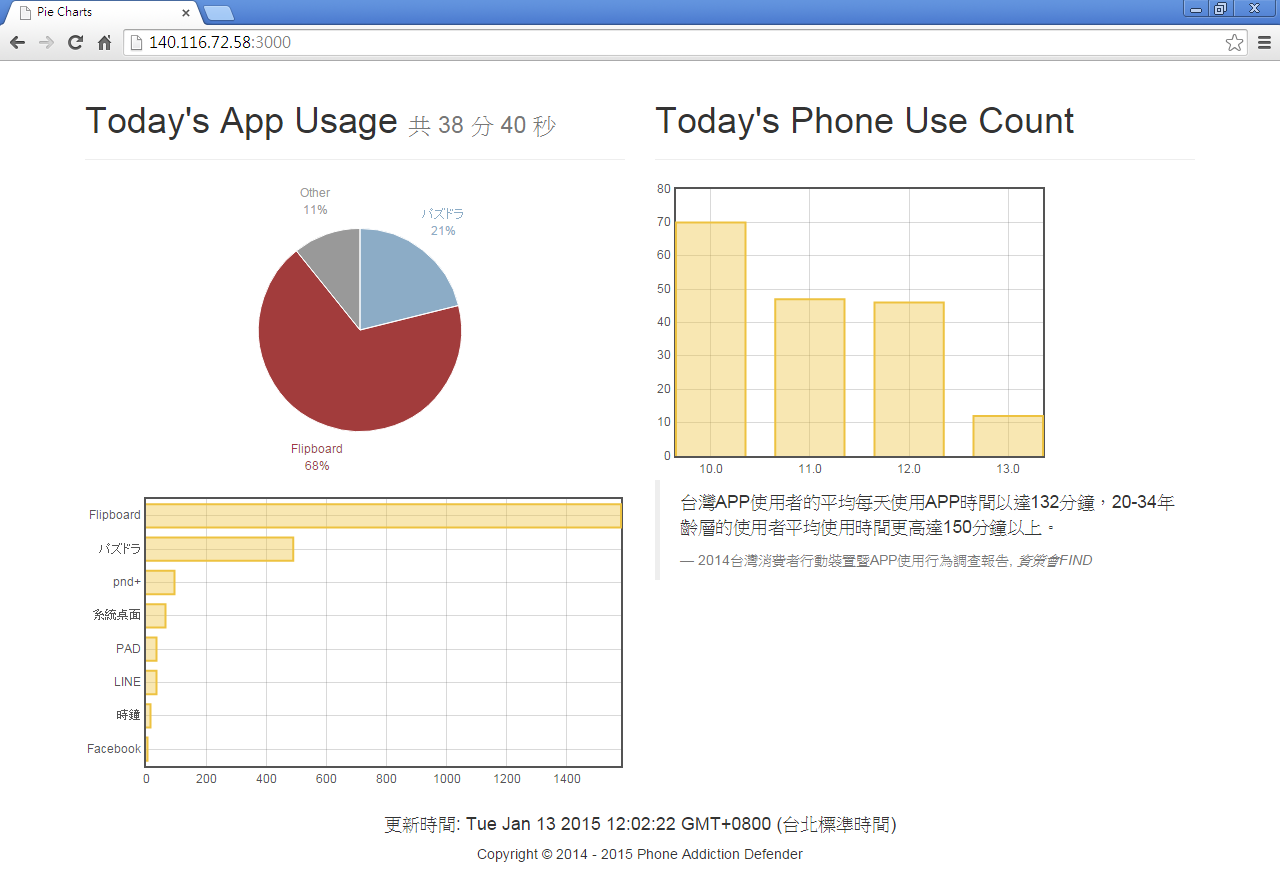 Pie Charts
140.116.72.58:3000
Today's App Usage 共 38 分 40 秒
Other
11%
パズドラ
21%
Flipboard
68%
Flipboard
パズドラ
pnd+
系統桌面
PAD
LINE
時鐘
Facebook
0 200 400 600 800 1000 1200 1400
Today's Phone Use Count
80
70
60
50
40
30
20
10
0
10.0 11.0 12.0 13.0
台灣APP使用者的平均每天使用APP時間以達132分鐘，20-34年
齡層的使用者平均使用時間更高達150分鐘以上。
— 2014台灣消費者行動裝置暨APP使用行為調查報告, 資策會FIND
更新時間: Tue Jan 13 2015 12:02:22 GMT+0800 (台北標準時間)
Copyright © 2014 - 2015 Phone Addiction Defender